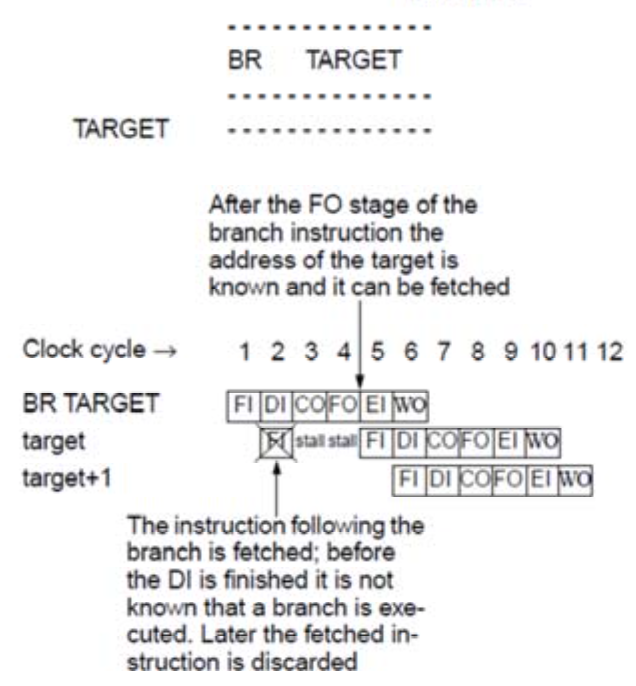 - - - - - - - - - - - - - -
BR TARGET
- - - - - - - - - - - - - -
TARGET - - - - - - - - - - - - - -
After the FO stage of the
branch instruction the
address of the target is
known and it can be fetched
Clock cycle → 1 2 3 4 5 6 7 8 9 10 11 12
BR TARGET FI DI CO FO EI WO
target FI stall stall FI DI CO FO EI WO
target+1 FI DI CO FO EI WO
The instruction following the
branch is fetched; before
the DI is finished it is not
known that a branch is exe-
cuted. Later the fetched in-
struction is discarded